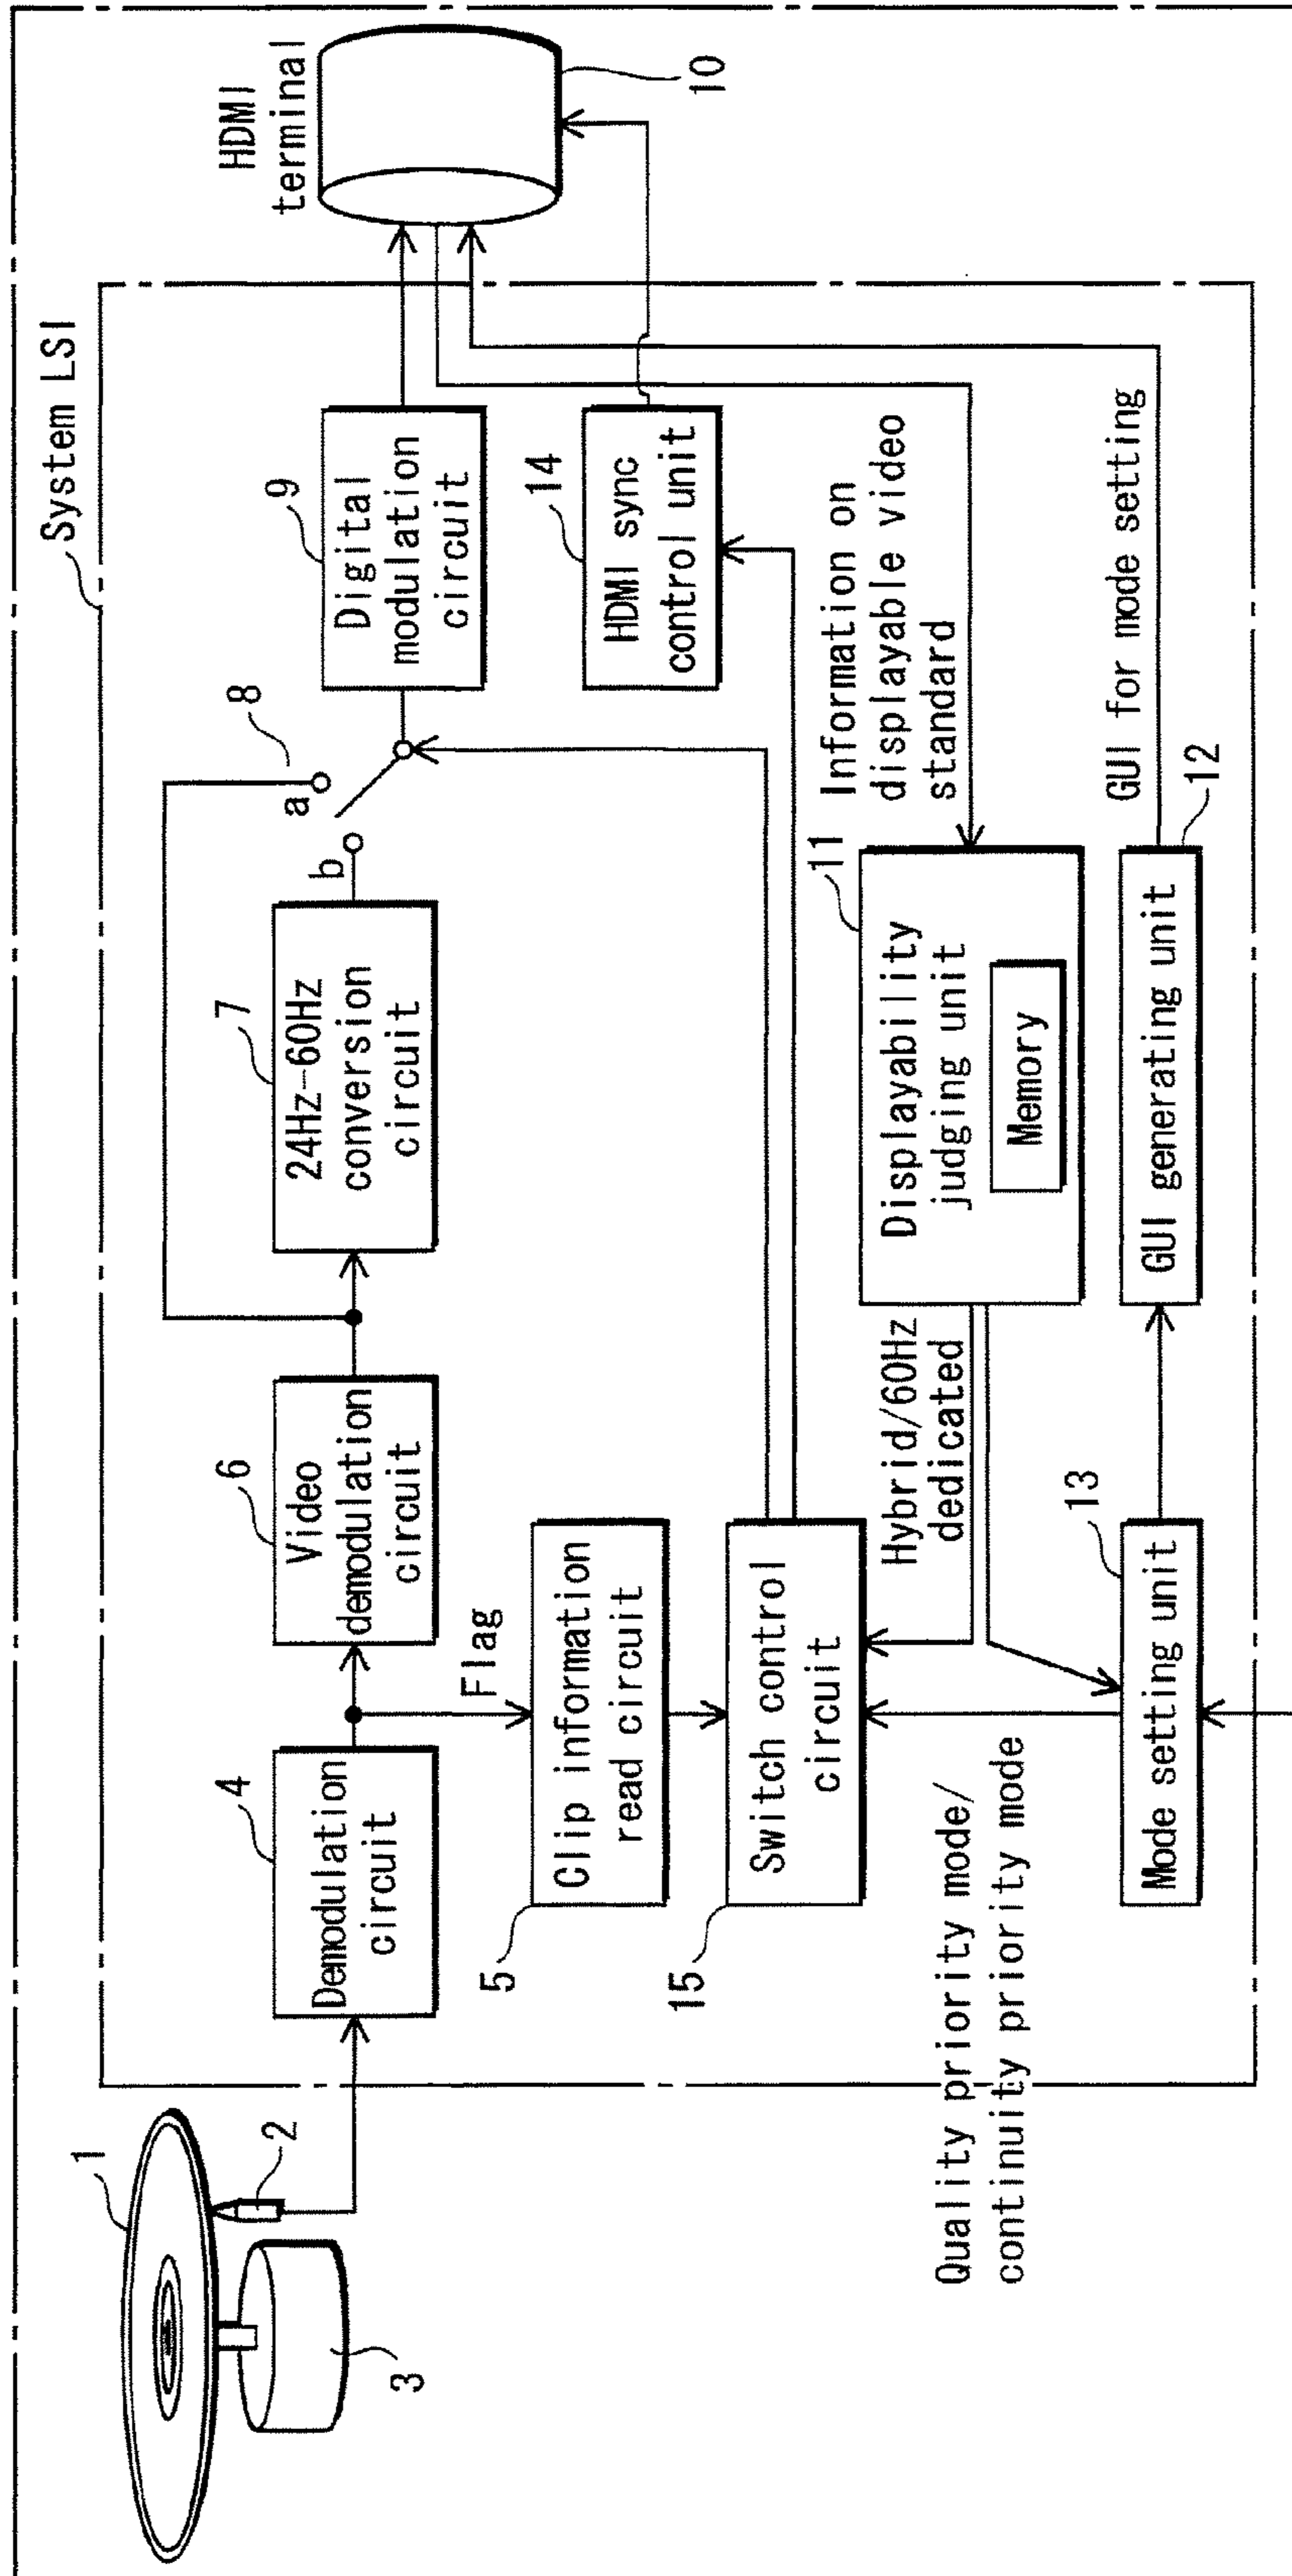 System LSI
HDMI
terminal
10
1
2
3
4
Demodulation
circuit
6
Video
demodulation
circuit
7
24Hz-60Hz
conversion
circuit
8
a
b
9
Digital
modulation
circuit
14
HDMI sync
control unit
Flag
5
Clip information
read circuit
15
Switch control
circuit
Hybrid/60Hz
dedicated
11
Displayability
judging unit
Memory
Information on
displayable video
standard
Quality priority mode/
continuity priority mode
13
Mode setting unit
12
GUI generating unit
GUI for mode setting